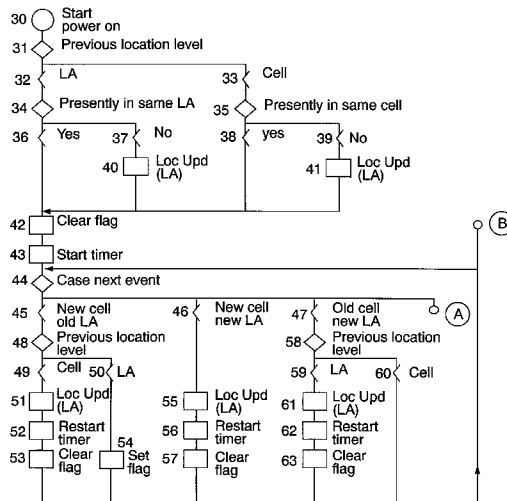 30 Start
power on
31 Previous location level
32 LA
33 Cell
34 Presently in same LA
35 Presently in same cell
36 Yes
37 No
38 yes
39 No
40 Loc Upd
(LA)
41 Loc Upd
(LA)
42 Clear flag
B
43 Start timer
44 Case next event
45 New cell
old LA
46 New cell
new LA
47 Old cell
new LA
A
48 Previous location
level
58 Previous location
level
49 Cell
50 LA
59 LA
60 Cell
51 Loc Upd
(LA)
55 Loc Upd
(LA)
61 Loc Upd
(LA)
52 Restart
timer
56 Restart
timer
62 Restart
timer
53 Clear
flag
54 Set
flag
57 Clear
flag
63 Clear
flag